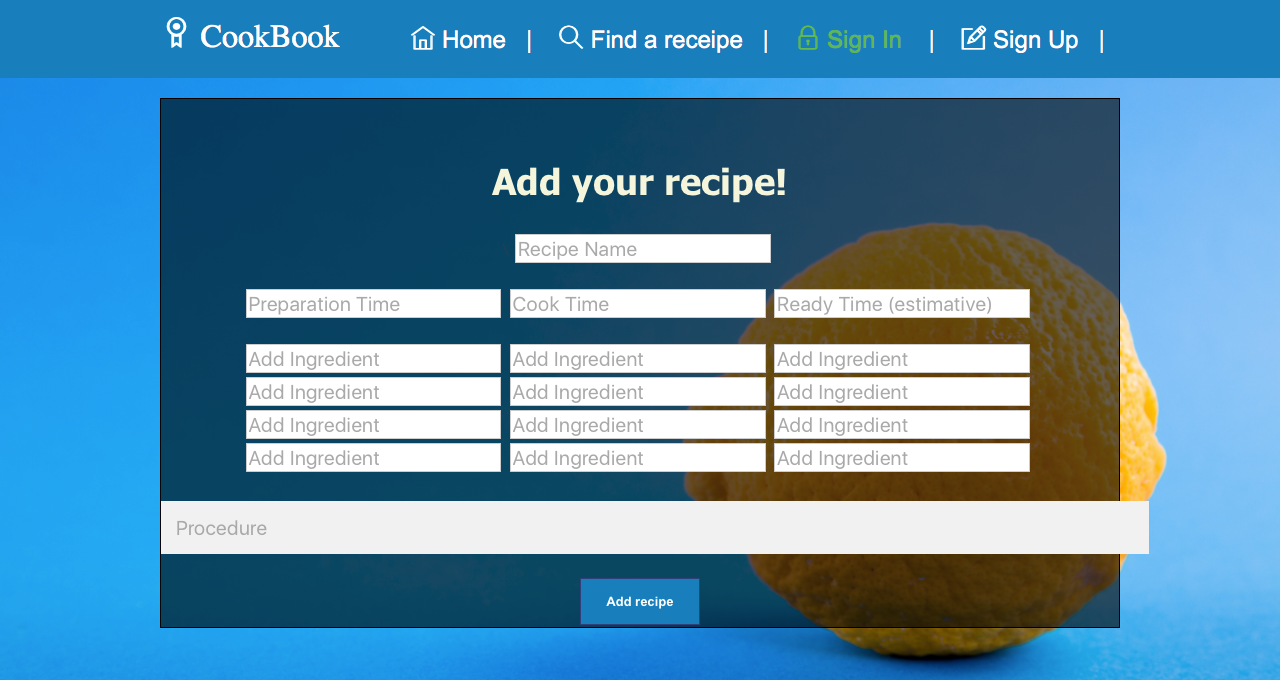 CookBook Home | Find a receipe | Sign In | Sign Up |
Add your recipe!
Recipe Name
Preparation Time Cook Time Ready Time (estimative)
Add Ingredient Add Ingredient Add Ingredient
Add Ingredient Add Ingredient Add Ingredient
Add Ingredient Add Ingredient Add Ingredient
Add Ingredient Add Ingredient Add Ingredient
Procedure
Add recipe